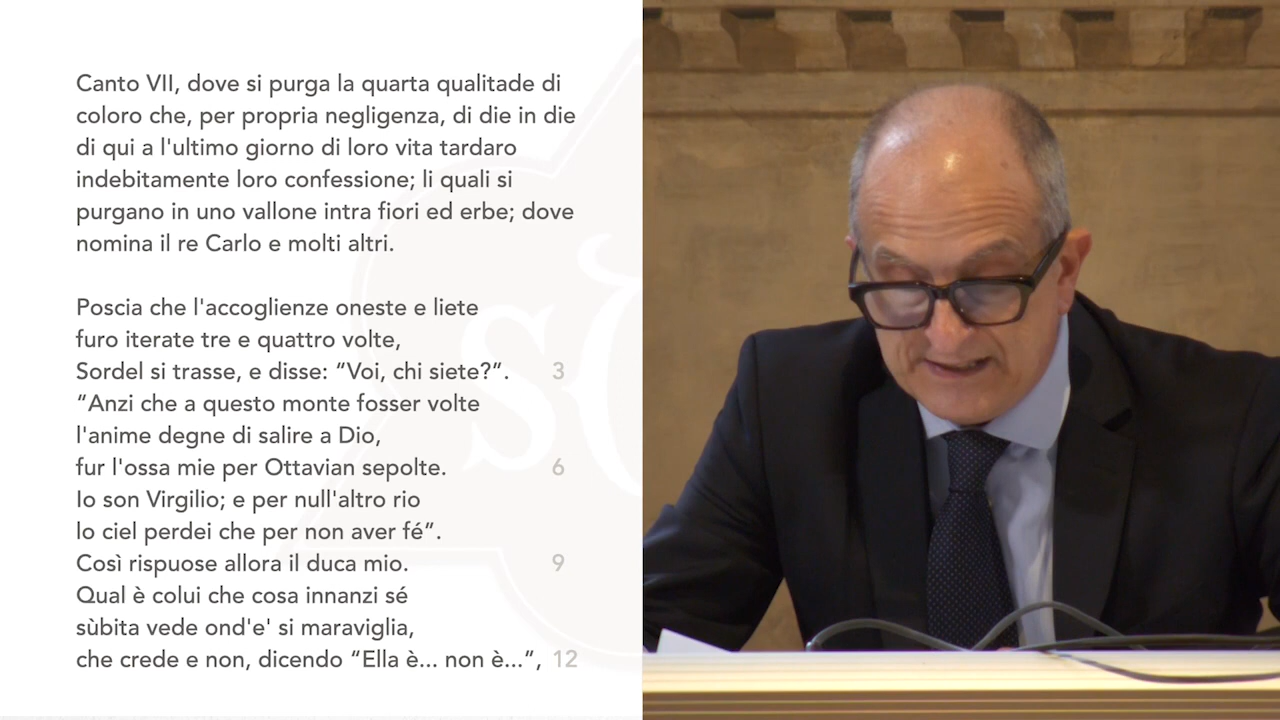 Canto VII, dove si purga la quarta qualitade di
coloro che, per propria negligenza, di die in die
di qui a l'ultimo giorno di loro vita tardaro
indebitamente loro confessione; li quali si
purgano in uno vallone intra fiori ed erbe; dove
nomina il re Carlo e molti altri.
Poscia che l'accoglienze oneste e liete
furo iterate tre e quattro volte,
Sordel si trasse, e disse: “Voi, chi siete?”. 3
“Anzi che a questo monte fosser volte
l'anime degne di salire a Dio,
fur l'ossa mie per Ottavian sepolte. 6
Io son Virgilio; e per null'altro rio
lo ciel perdei che per non aver fé”.
Così rispuose allora il duca mio. 9
Qual è colui che cosa innanzi sé
sùbita vede ond'e' si maraviglia,
che crede e non, dicendo “Ella è... non è...”, 12